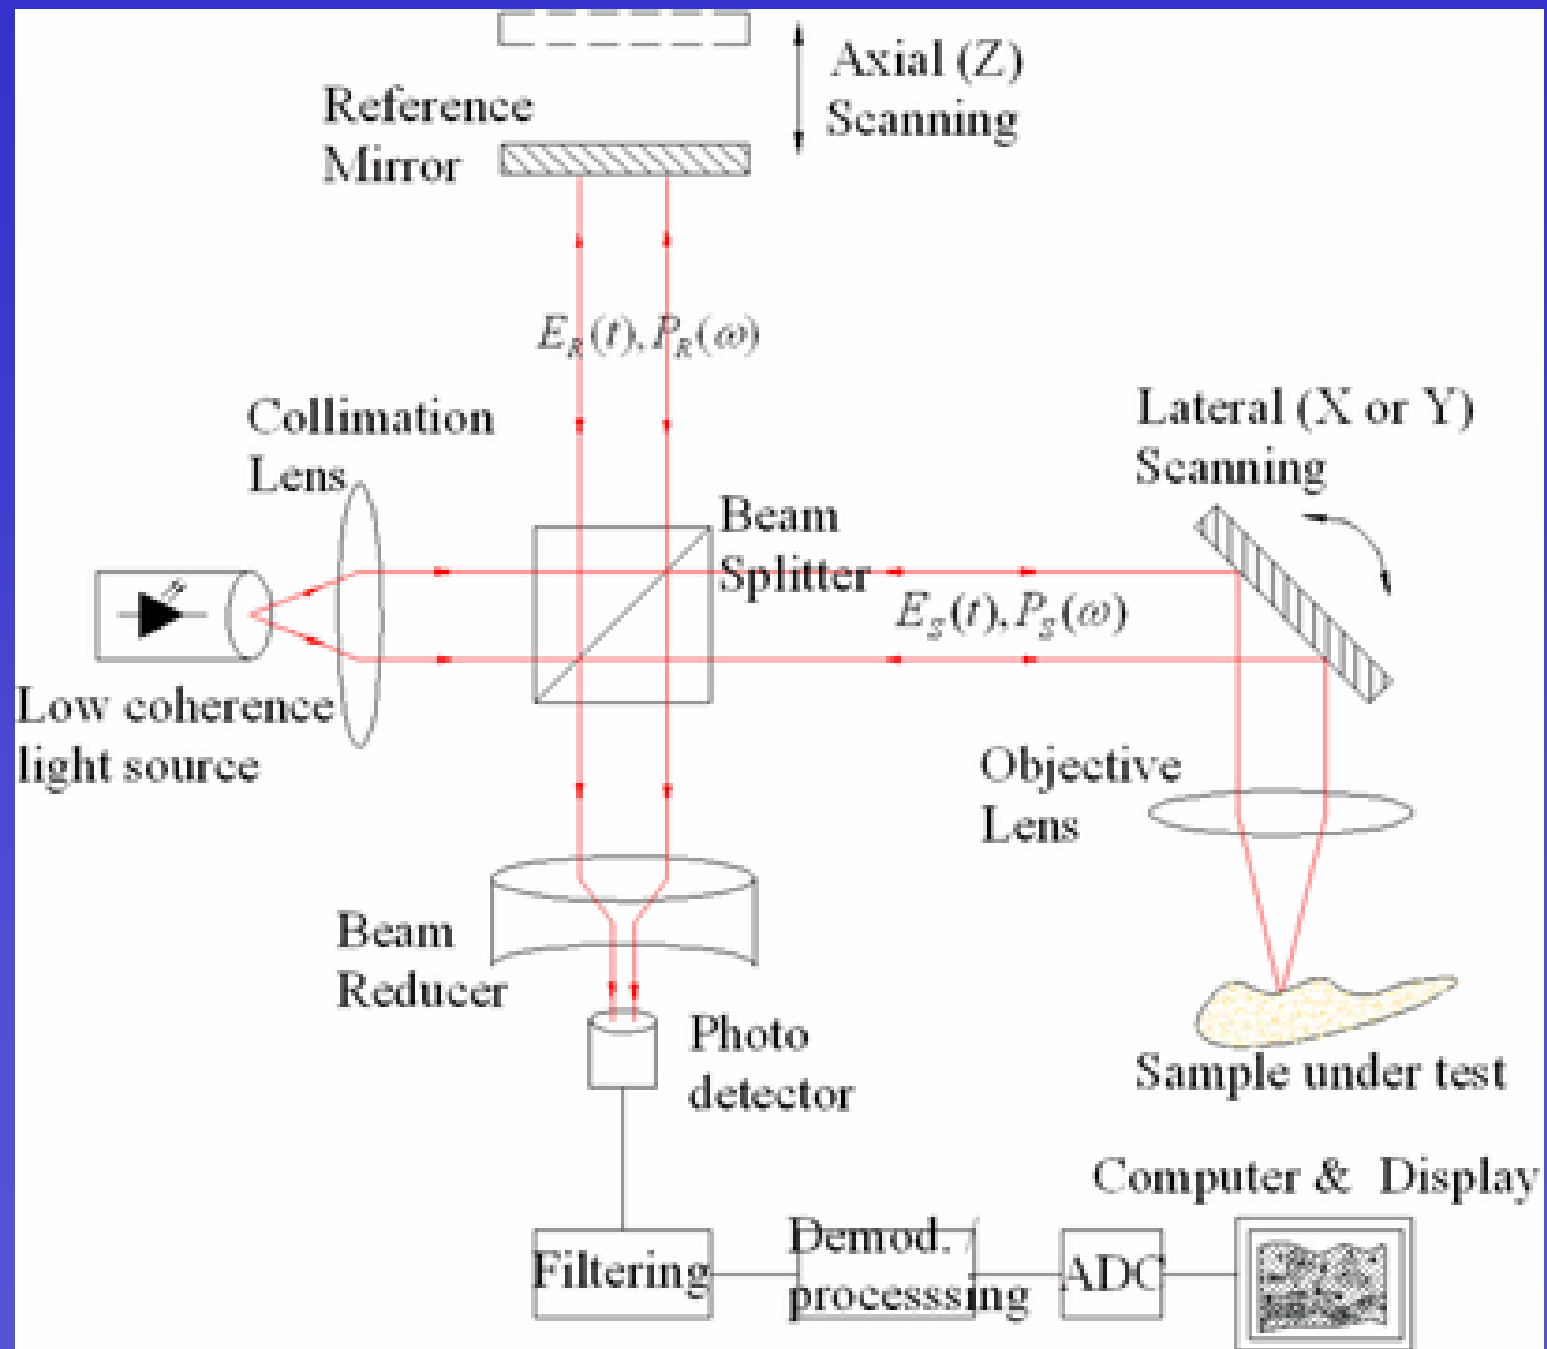 Axial (Z)
Scanning
Reference
Mirror
E_R(t), P_R(ω)
Collimation
Lens
Lateral (X or Y)
Scanning
Beam
Splitter
E_S(t), P_S(ω)
Low coherence
light source
Objective
Lens
Beam
Reducer
Photo
detector
Sample under test
Computer & Display
Filtering
Demod. /
processsing
ADC